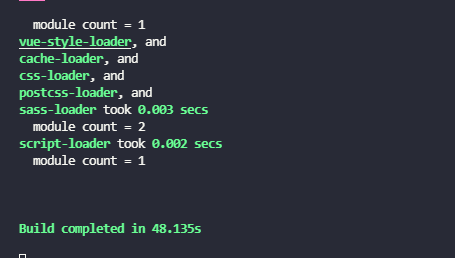 module count = 1
vue-style-loader, and
cache-loader, and
css-loader, and
postcss-loader, and
sass-loader took 0.003 secs
module count = 2
script-loader took 0.002 secs
module count = 1
Build completed in 48.135s